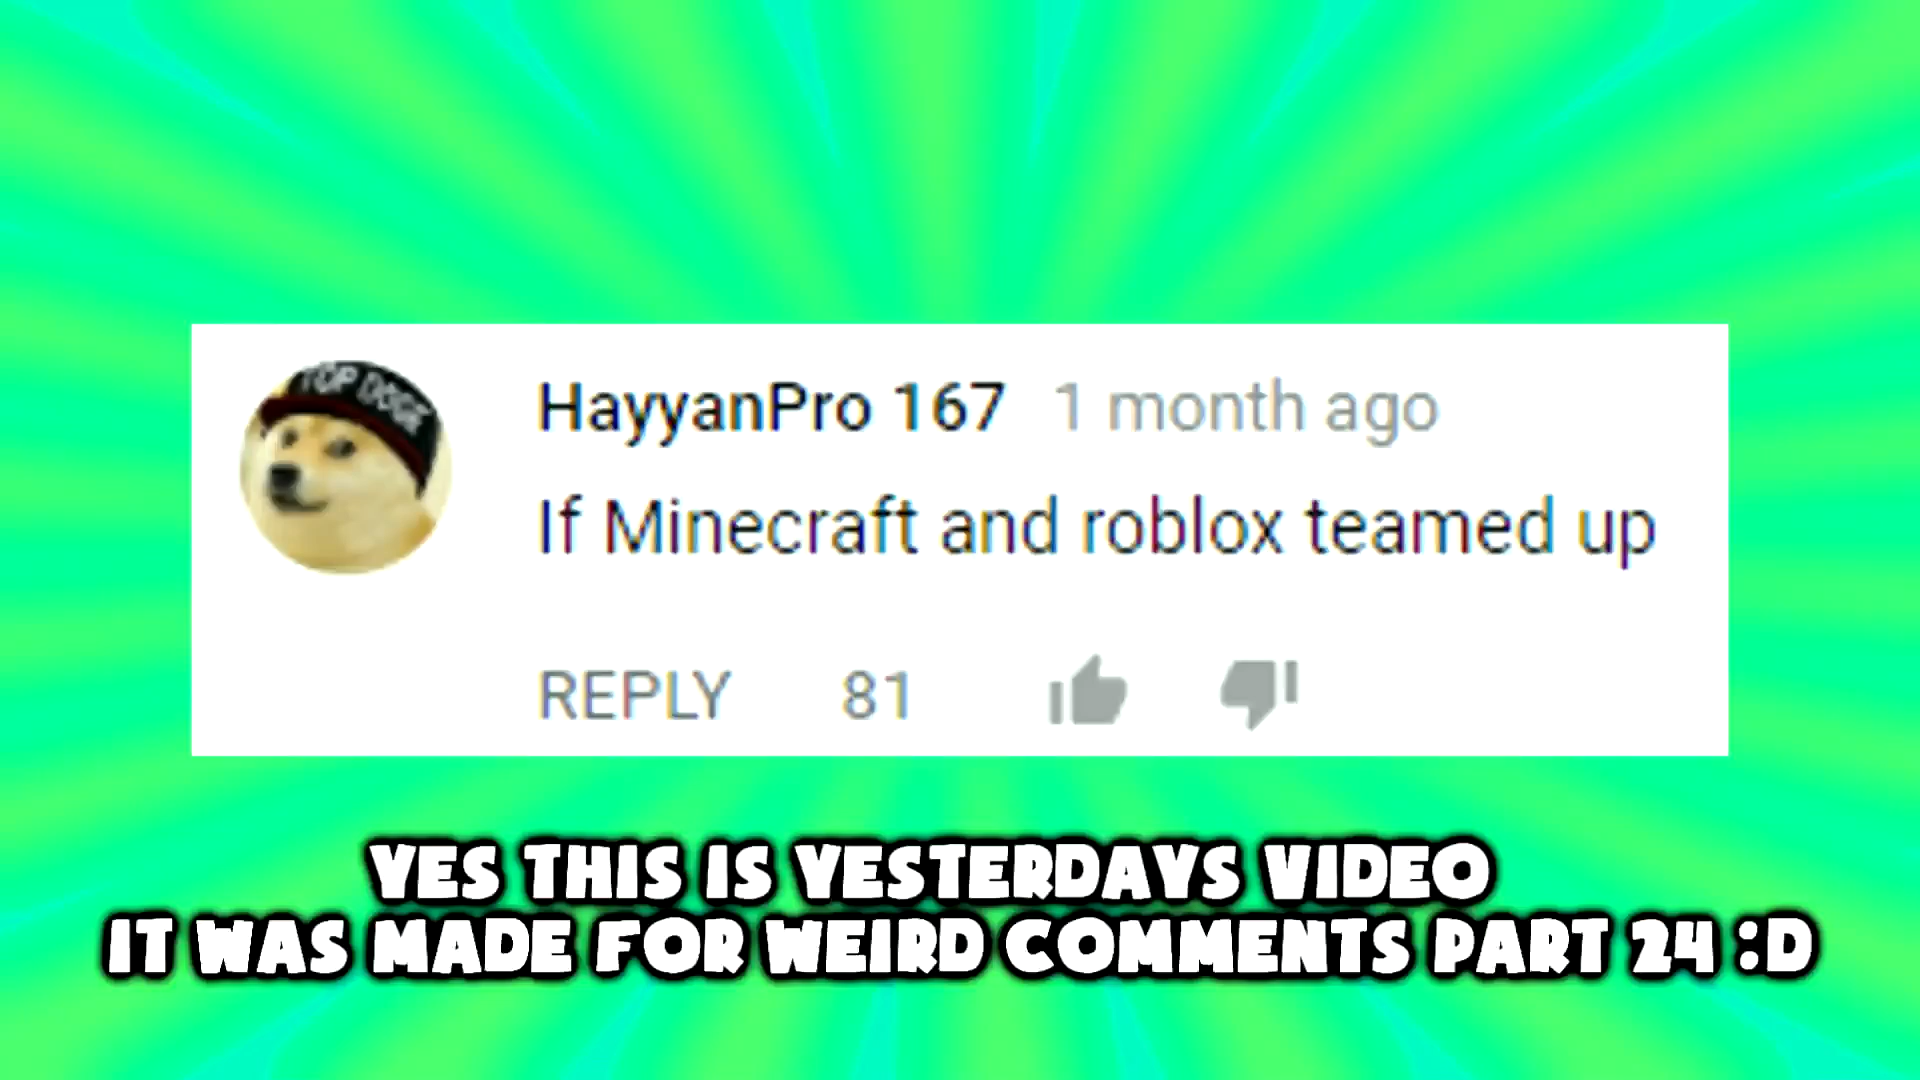 TOP DOGE
HayyanPro 167 1 month ago
If Minecraft and roblox teamed up
REPLY 81
YES THIS IS YESTERDAYS VIDEO
IT WAS MADE FOR WEIRD COMMENTS PART 24 :D